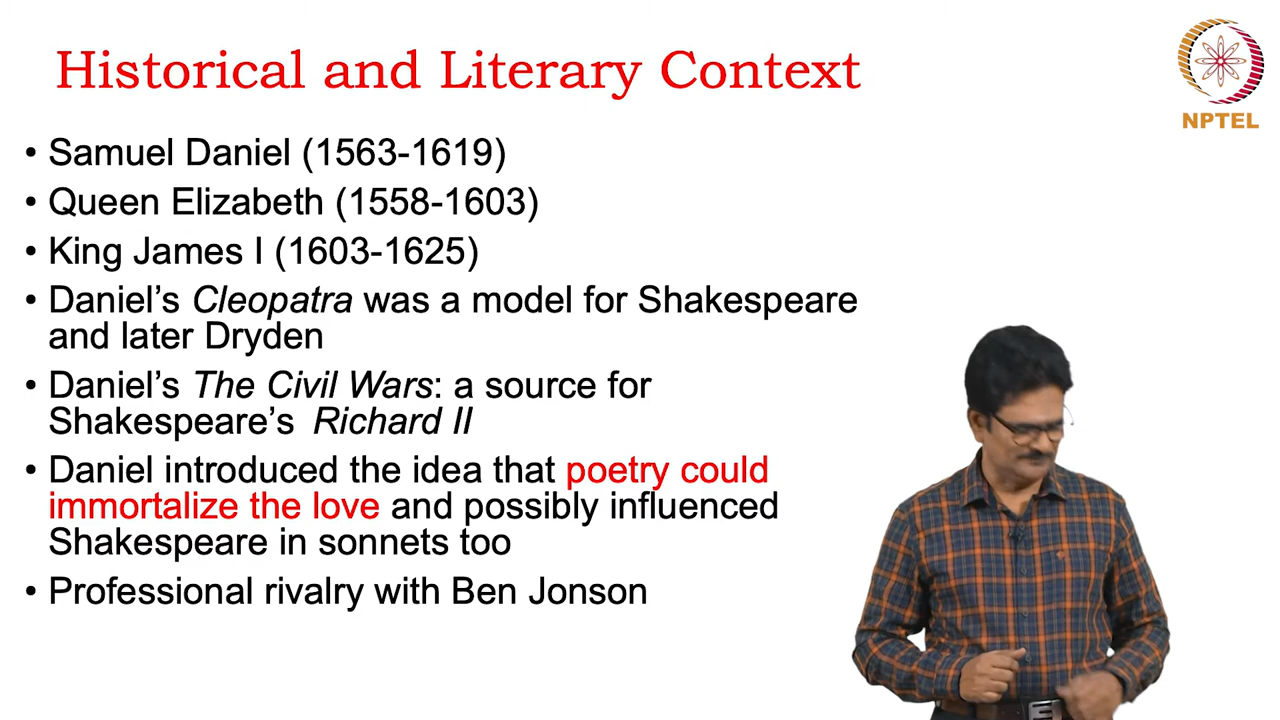 Historical and Literary Context
NPTEL
• Samuel Daniel (1563-1619)
• Queen Elizabeth (1558-1603)
• King James I (1603-1625)
• Daniel’s Cleopatra was a model for Shakespeare
and later Dryden
• Daniel’s The Civil Wars: a source for
Shakespeare’s Richard II
• Daniel introduced the idea that poetry could
immortalize the love and possibly influenced
Shakespeare in sonnets too
• Professional rivalry with Ben Jonson